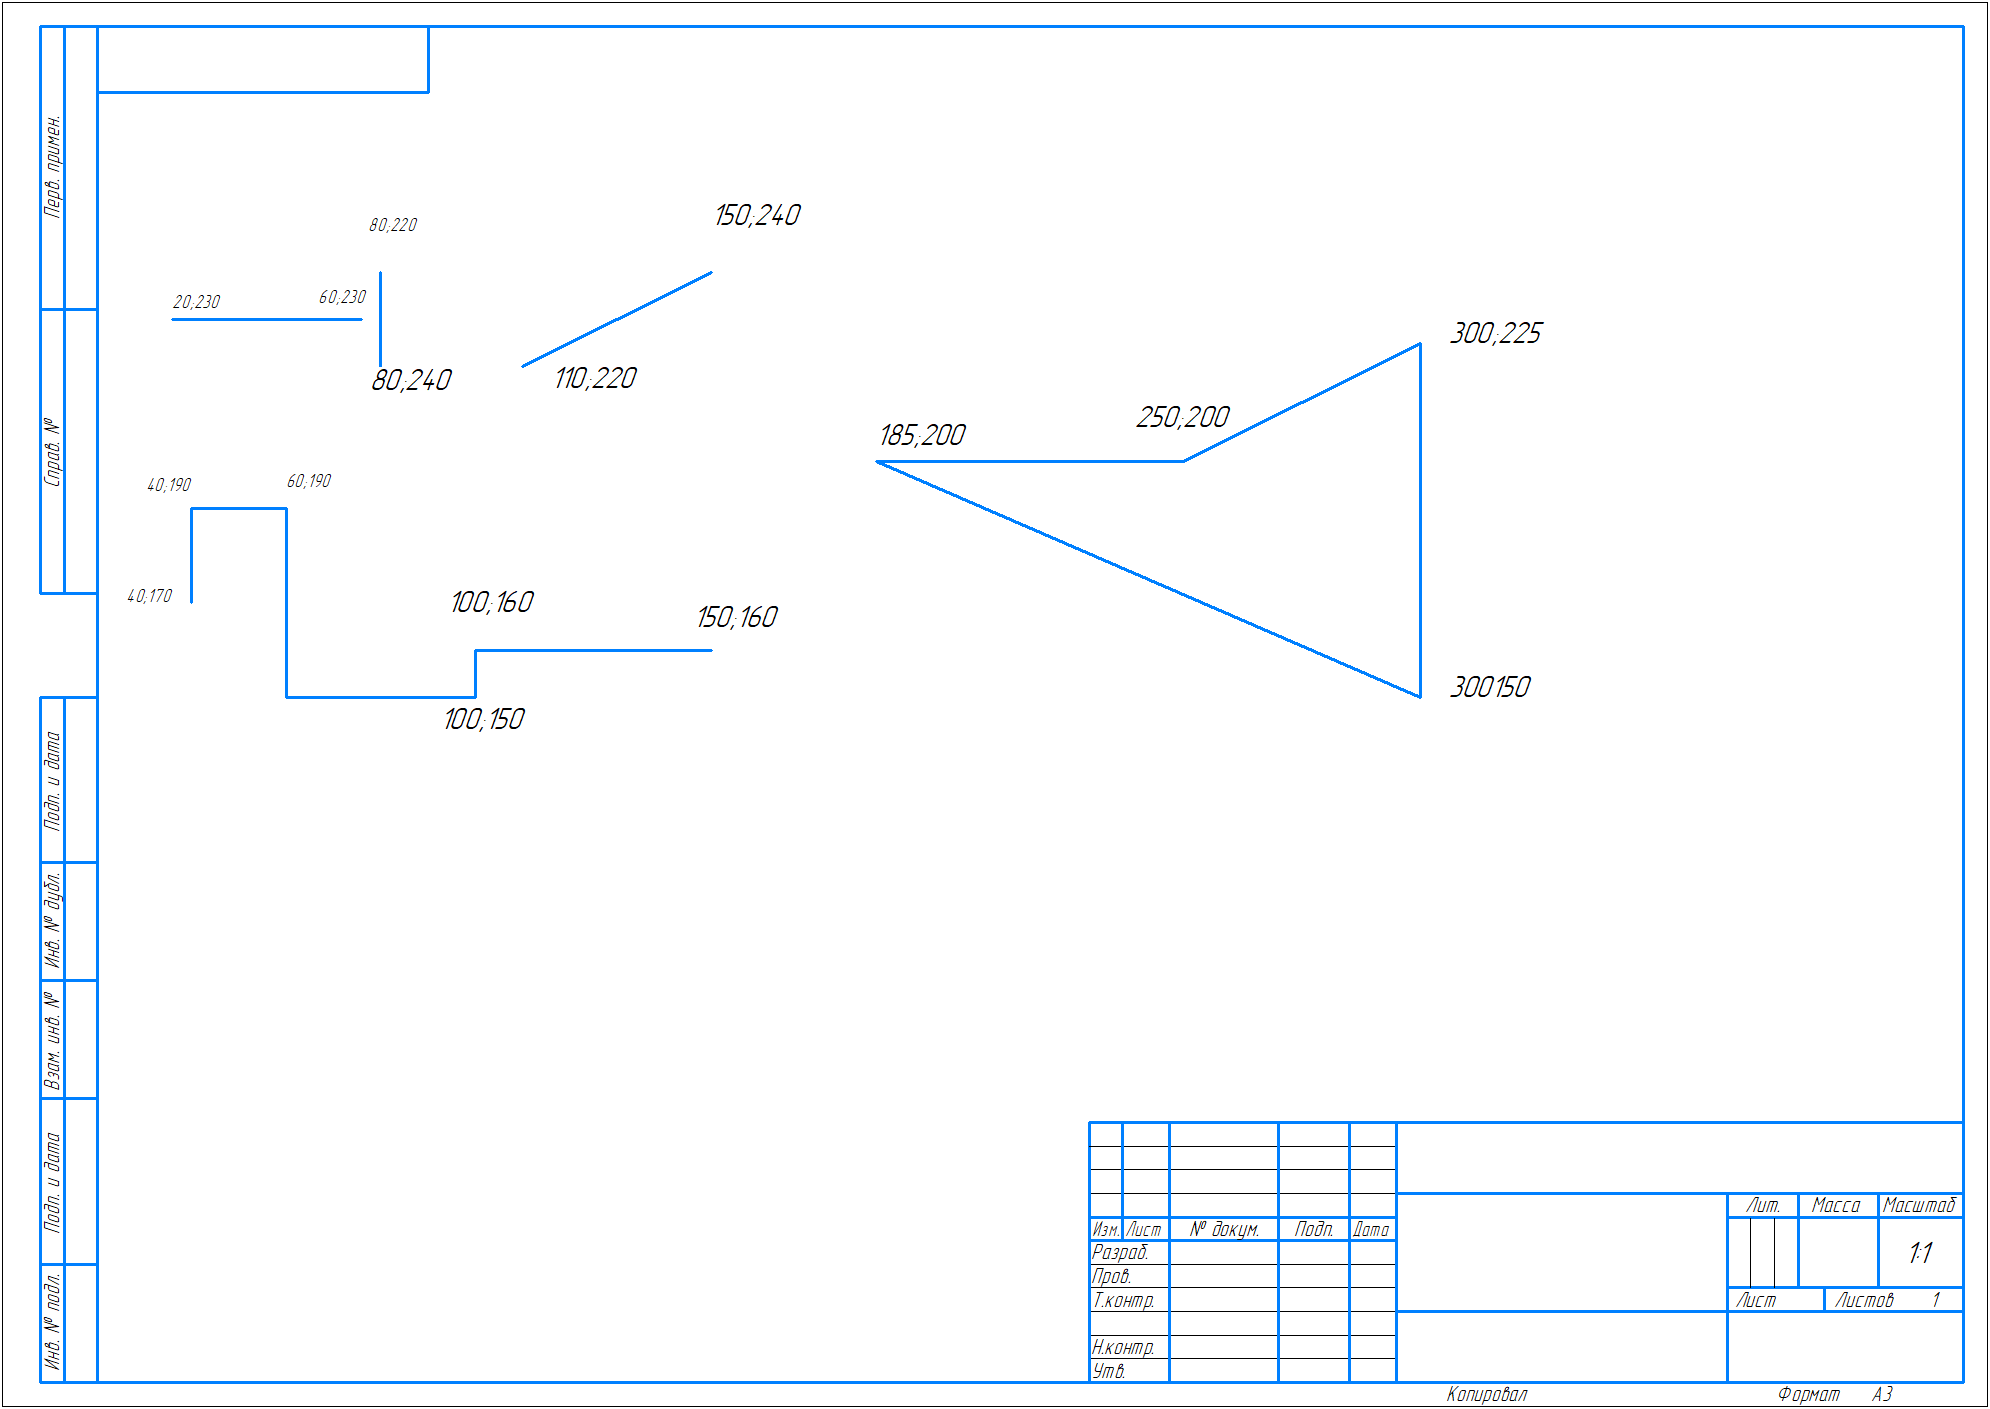 Перв. примен.
Справ. №
Подп. и дата
Инв. № дубл.
Взам. инв. №
Подп. и дата
Инв. № подл.
80;220
150;240
20;230
60;230
80;240
110;220
300;225
185;200
250;200
40;190
60;190
40;170
100;160
150;160
100;150
300150
Изм. Лист № докум. Подп. Дата
Разраб.
Пров.
Т.контр.
Н.контр.
Утв.
Лит. Масса Масштаб
1:1
Лист Листов 1
Копировал Формат А3